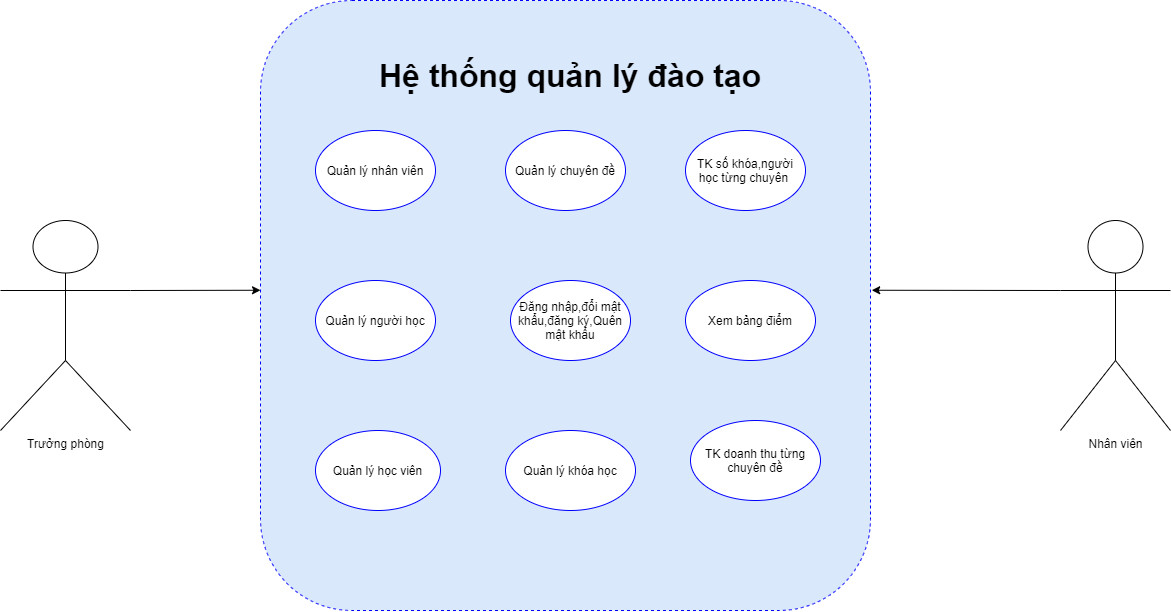 Hệ thống quản lý đào tạo
Quản lý nhân viên
Quản lý chuyên đề
TK số khóa,người
học từng chuyên
Quản lý người học
Đăng nhập,đổi mật
khẩu,đăng ký,Quên
mật khẩu
Xem bảng điểm
Quản lý học viên
Quản lý khóa học
TK doanh thu từng
chuyên đề
Trưởng phòng
Nhân viên